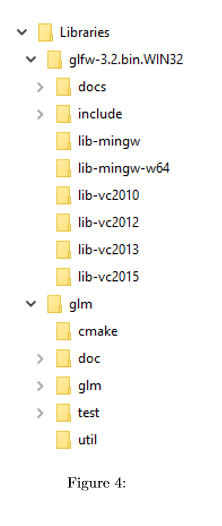 Libraries
glfw-3.2.bin.WIN32
docs
include
lib-mingw
lib-mingw-w64
lib-vc2010
lib-vc2012
lib-vc2013
lib-vc2015
glm
cmake
doc
glm
test
util
Figure 4: